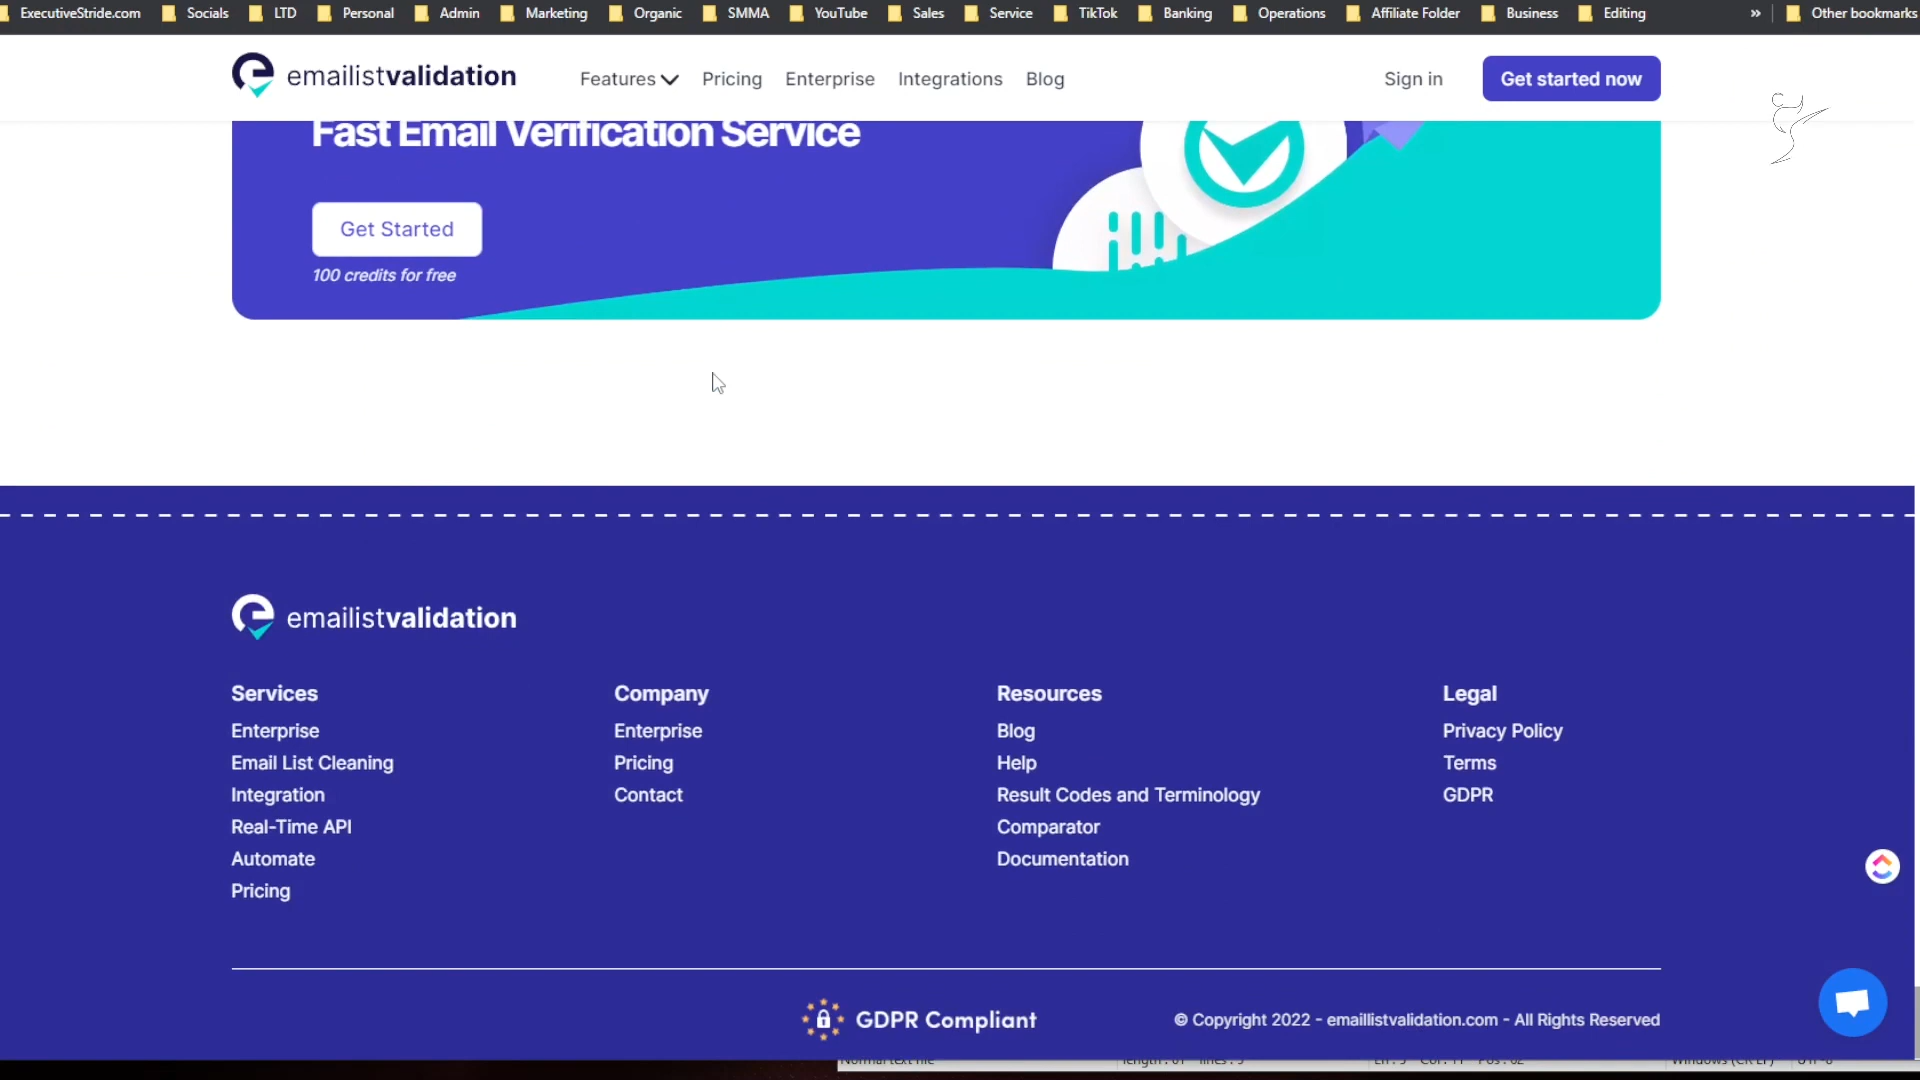 ExecutiveStride.com Socials LTD Personal Admin Marketing Organic SMMA YouTube Sales Service TikTok Banking Operations Affiliate Folder Business Editing » Other bookmarks
emailistvalidation Features Pricing Enterprise Integrations Blog Sign in Get started now
Fast Email Verification Service
Get Started
100 credits for free
emailistvalidation
Services
Enterprise
Email List Cleaning
Integration
Real-Time API
Automate
Pricing
Company
Enterprise
Pricing
Contact
Resources
Blog
Help
Result Codes and Terminology
Comparator
Documentation
Legal
Privacy Policy
Terms
GDPR
GDPR Compliant
© Copyright 2022 - emaillistvalidation.com - All Rights Reserved